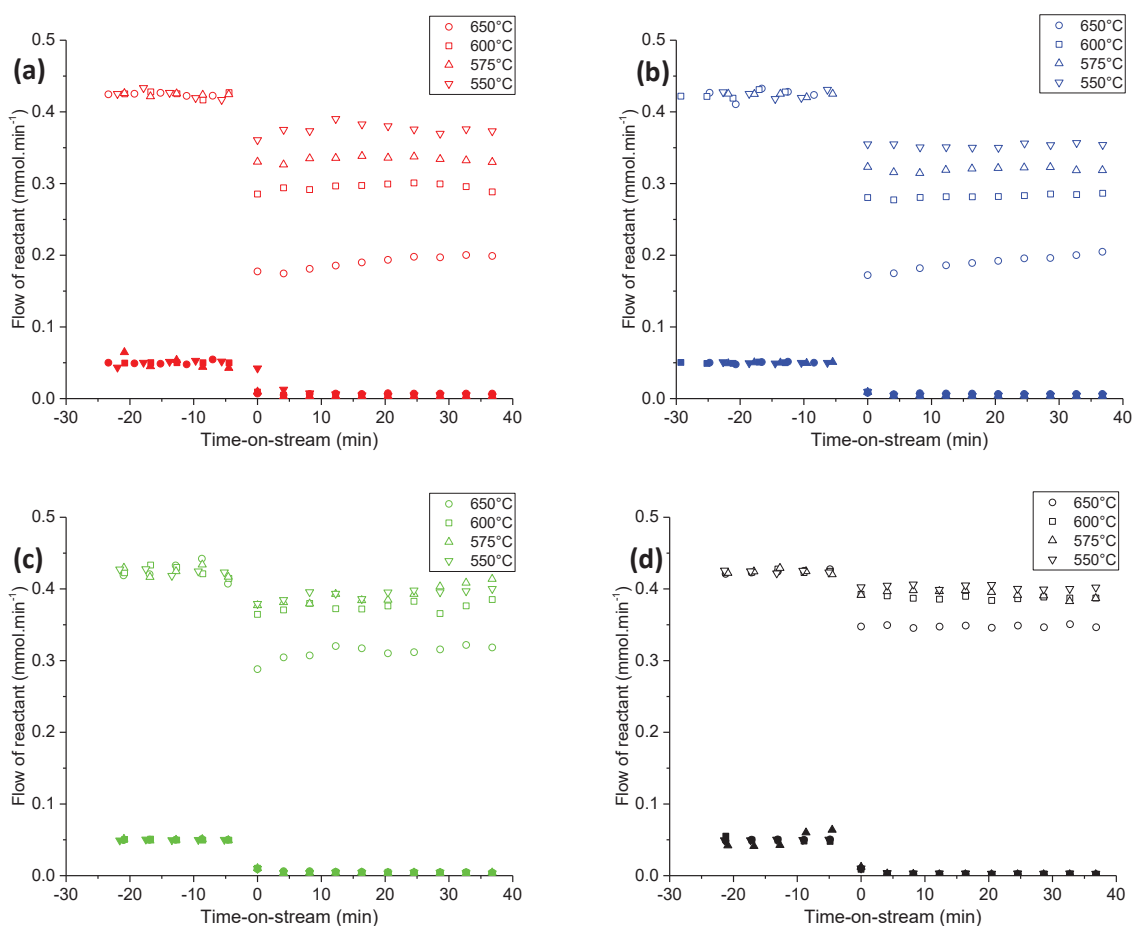 (a)
650°C
600°C
575°C
550°C
0.5
0.4
0.3
0.2
0.1
0.0
-30 -20 -10 0 10 20 30 40
Flow of reactant (mmol.min⁻¹)
Time-on-stream (min)
(b)
650°C
600°C
575°C
550°C
0.5
0.4
0.3
0.2
0.1
0.0
-30 -20 -10 0 10 20 30 40
Flow of reactant (mmol.min⁻¹)
Time-on-stream (min)
(c)
650°C
600°C
575°C
550°C
0.5
0.4
0.3
0.2
0.1
0.0
-30 -20 -10 0 10 20 30 40
Flow of reactant (mmol.min⁻¹)
Time-on-stream (min)
(d)
650°C
600°C
575°C
550°C
0.5
0.4
0.3
0.2
0.1
0.0
-30 -20 -10 0 10 20 30 40
Flow of reactant (mmol.min⁻¹)
Time-on-stream (min)